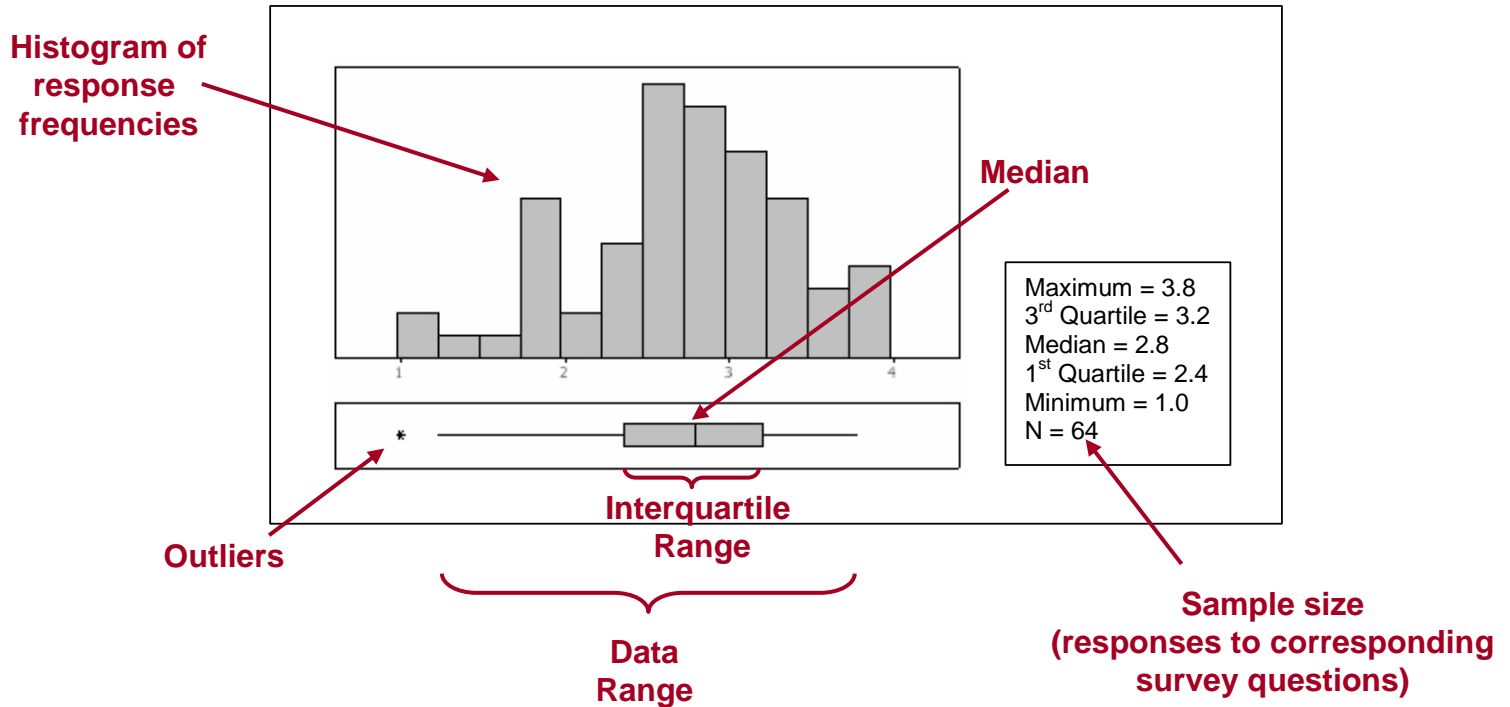 Histogram of
response
frequencies
Median
1
2
3
4
Maximum = 3.8
3rd Quartile = 3.2
Median = 2.8
1st Quartile = 2.4
Minimum = 1.0
N = 64
*
Interquartile
Range
Outliers
Data
Range
Sample size
(responses to corresponding
survey questions)